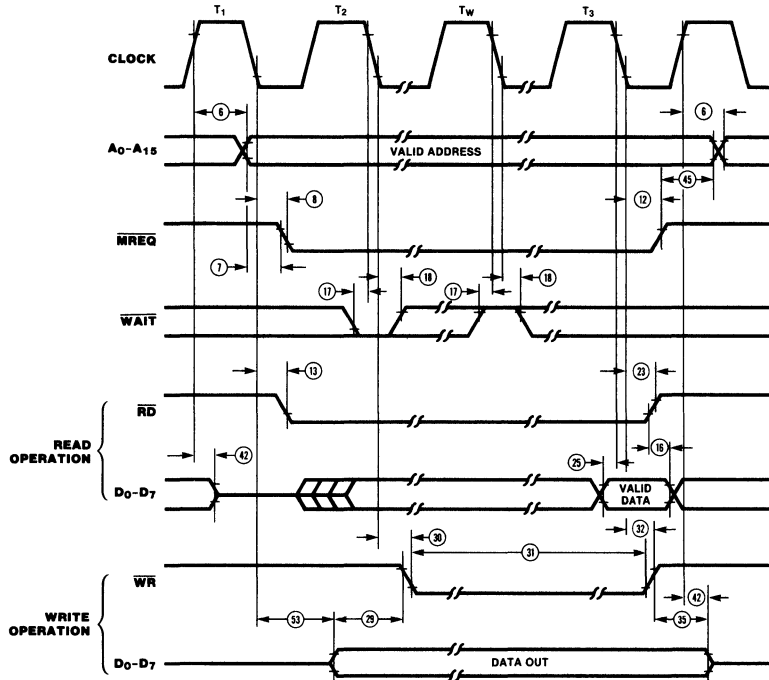 T1 T2 TW T3
CLOCK
6 6
A0-A15 VALID ADDRESS
45
8 12
MREQ
7
17 18 17 18
WAIT
13 23
RD
READ OPERATION
42 16
25
D0-D7 VALID DATA
32
30
31
WR
42
WRITE OPERATION
53 29 35
D0-D7 DATA OUT